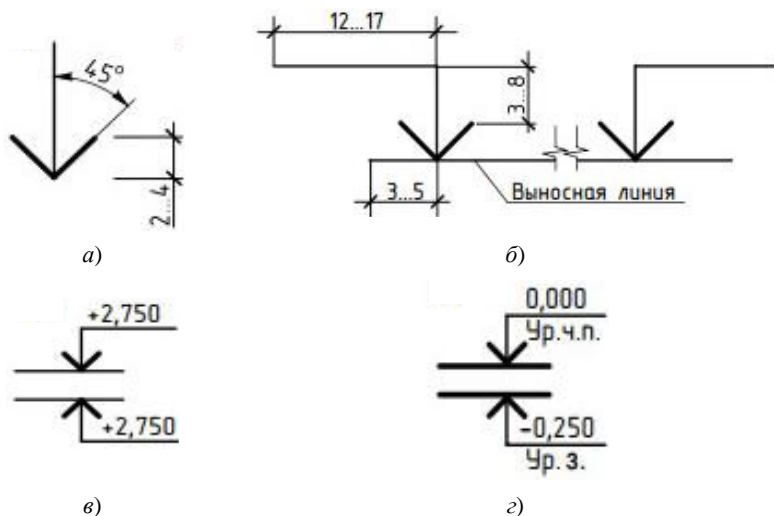 45°
2...4
а)
12...17
3...8
3...5
Выносная линия
б)
+2,750
+2,750
в)
0,000
Ур.ч.п.
-0,250
Ур. з.
г)